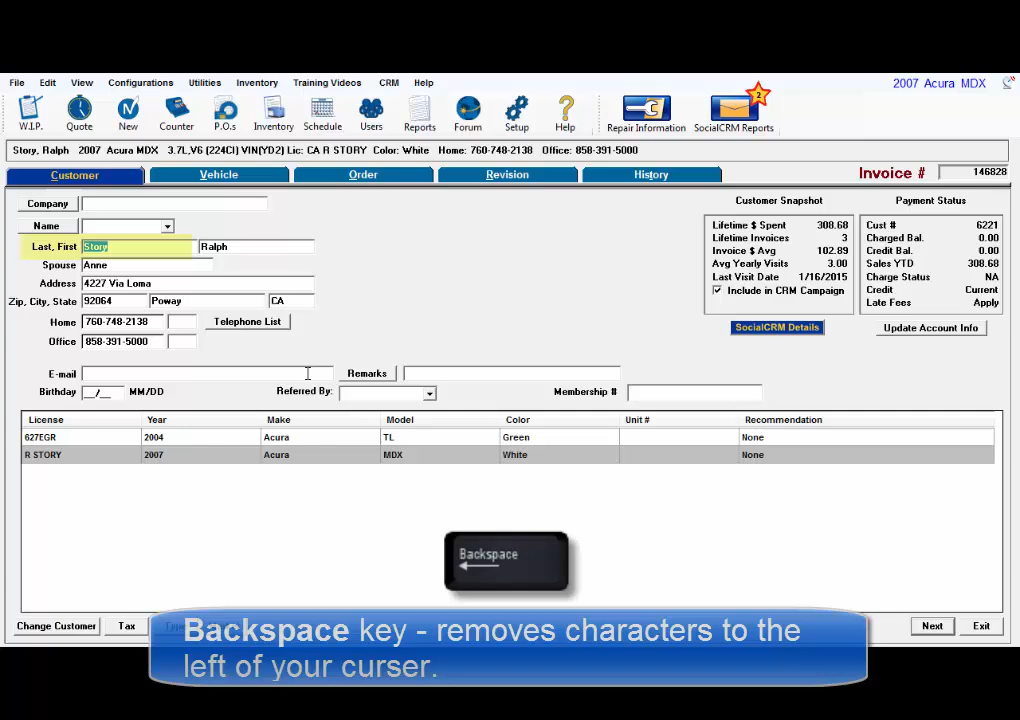 File Edit View Configurations Utilities Inventory Training Videos CRM Help 2007 Acura MDX
W.I.P. Quote New Counter P.O.s Inventory Schedule Users Reports Forum Setup Help Repair Information SocialCRM Reports
2
Story, Ralph 2007 Acura MDX 3.7L,V6 (224CI) VIN(YD2) Lic: CA R STORY Color: White Home: 760-748-2138 Office: 858-391-5000
Customer Vehicle Order Revision History Invoice # 146828
Company Customer Snapshot Payment Status
Name Lifetime $ Spent 308.68 Cust # 6221
Lifetime Invoices 3 Charged Bal. 0.00
Last, First Story Ralph Invoice $ Avg 102.89 Credit Bal. 0.00
Spouse Anne Avg Yearly Visits 3.00 Sales YTD 308.68
Address 4227 Via Loma Last Visit Date 1/16/2015 Charge Status NA
Include in CRM Campaign Credit Current
Zip, City, State 92064 Poway CA Late Fees Apply
Home 760-748-2138 Telephone List SocialCRM Details Update Account Info
Office 858-391-5000
E-mail Remarks
Birthday __/__ MM/DD Referred By: Membership #
License Year Make Model Color Unit # Recommendation
627EGR 2004 Acura TL Green None
R STORY 2007 Acura MDX White None
Backspace
Change Customer Tax Next Exit
Backspace key - removes characters to the
left of your curser.